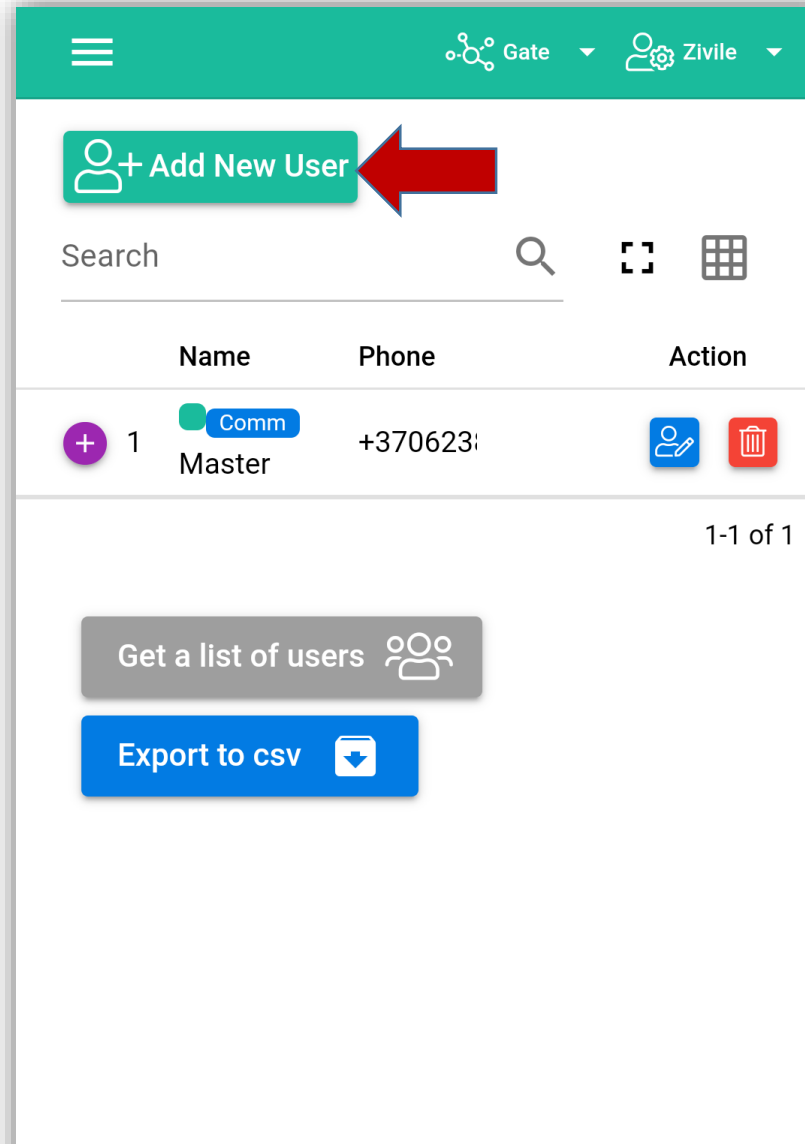 Gate Zivile
Add New User
Search
Name Phone Action
1 Comm
Master +370623
1-1 of 1
Get a list of users
Export to csv